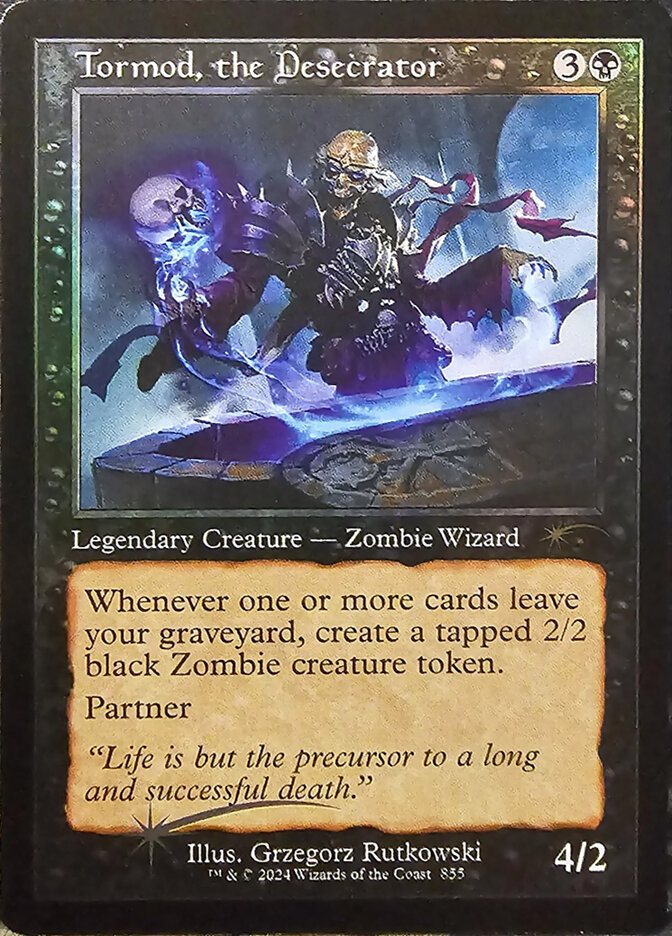 Tormod, the Desecrator 3
Legendary Creature — Zombie Wizard
Whenever one or more cards leave
your graveyard, create a tapped 2/2
black Zombie creature token.
Partner
“Life is but the precursor to a long
and successful death.”
Illus. Grzegorz Rutkowski
™ & © 2024 Wizards of the Coast 855
4/2